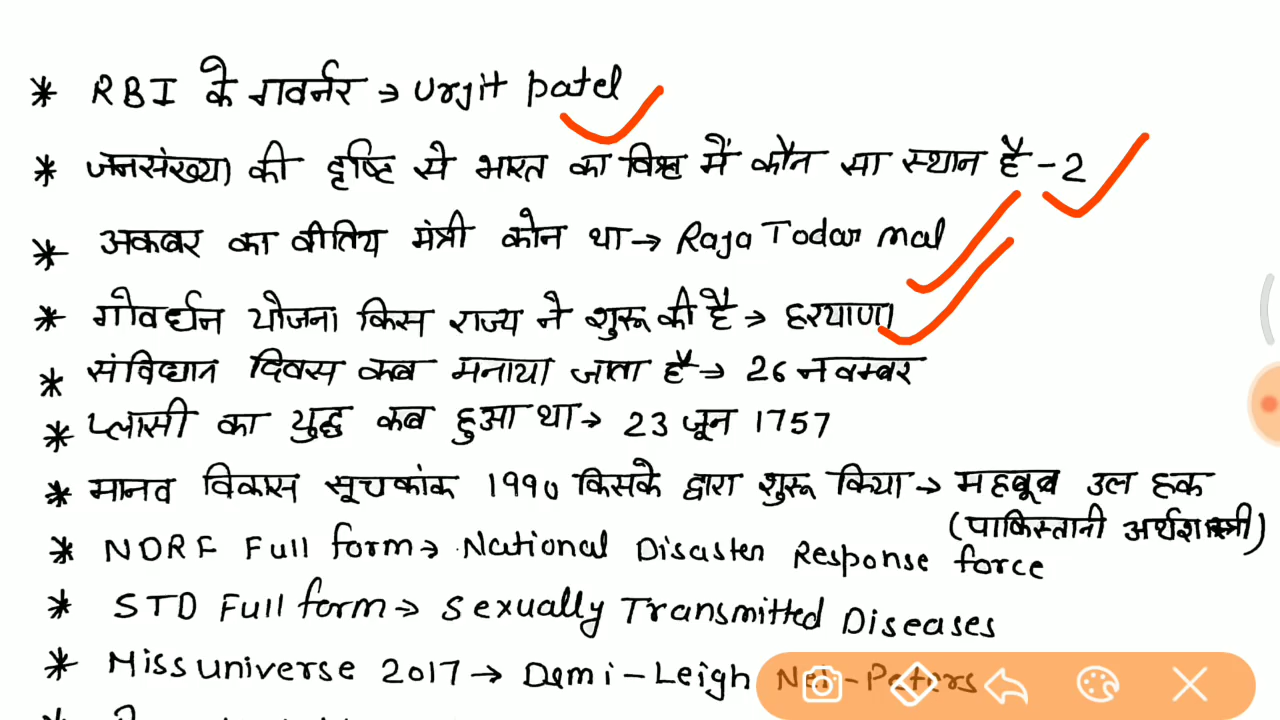 * RBI के गवर्नर → Urjit patel
* जनसंख्या की दृष्टि से भारत का विश्व में कौन सा स्थान है - 2
* अकबर का वीतिय मंत्री कोन था → Raja Todar mal
* गोवर्धन योजना किस राज्य ने शुरू की है → हरयाणा
* संविधान दिवस कब मनाया जाता है → 26 नवम्बर
* प्लासी का युद्ध कब हुआ था → 23 जून 1757
* मानव विकास सूचकांक 1990 किसके द्वारा शुरू किया → महबूब उल हक
(पाकिस्तानी अर्थशास्त्री)
* NDRF Full form → National Disaster Response force
* STD Full form → Sexually Transmitted Diseases
* Miss universe 2017 → Demi-Leigh Nel-Peters